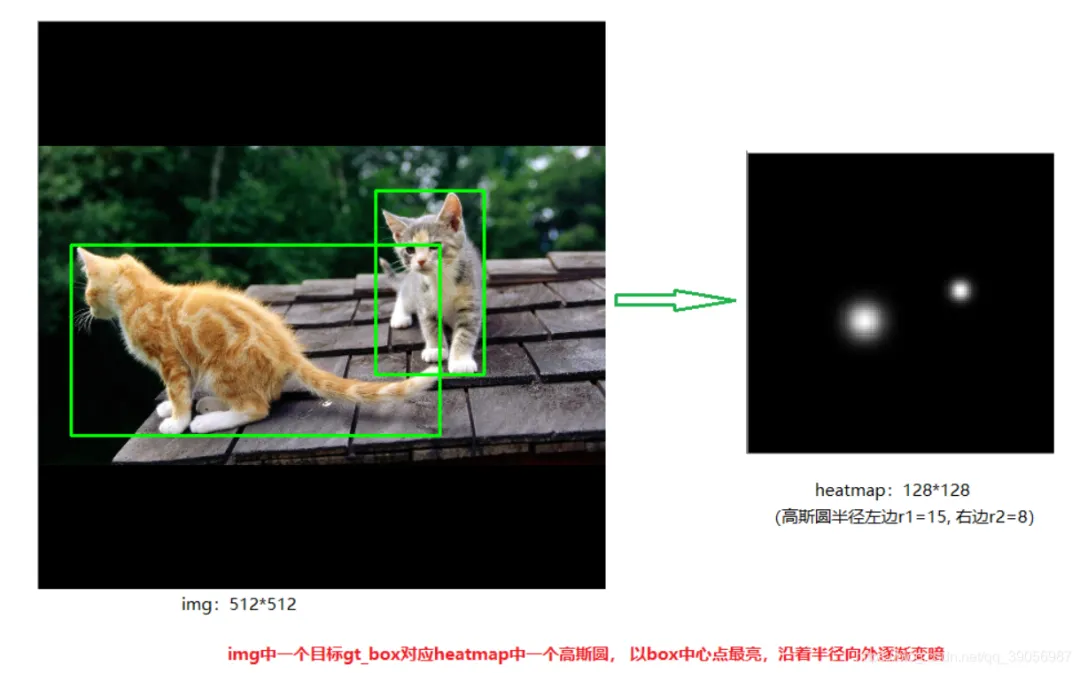 heatmap：128*128
(高斯圆半径左边r1=15, 右边r2=8)
img：512*512
img中一个目标gt_box对应heatmap中一个高斯圆， 以box中心点最亮，沿着半径向外逐渐变暗